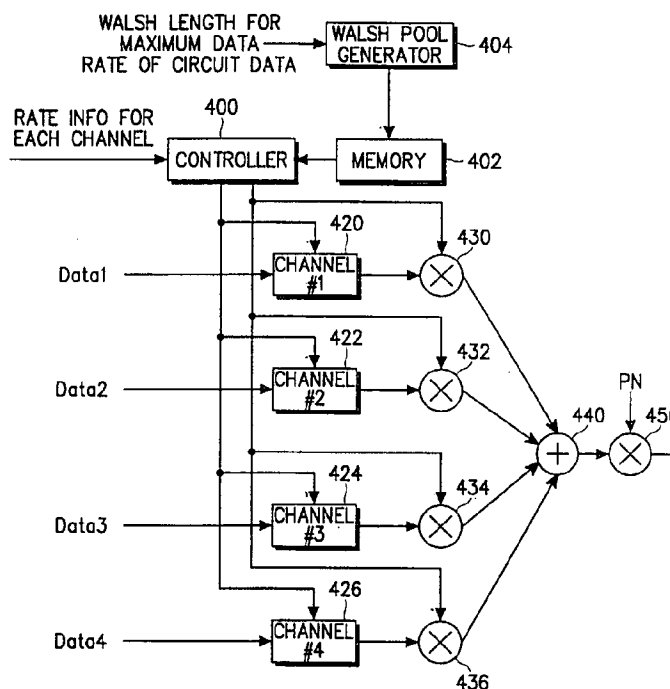 WALSH LENGTH FOR
MAXIMUM DATA
RATE OF CIRCUIT DATA
WALSH POOL
GENERATOR
404
RATE INFO FOR
EACH CHANNEL
400
CONTROLLER
MEMORY
402
420
430
Data1
CHANNEL
#1
422
432
Data2
CHANNEL
#2
PN
440
450
424
434
Data3
CHANNEL
#3
426
Data4
CHANNEL
#4
436